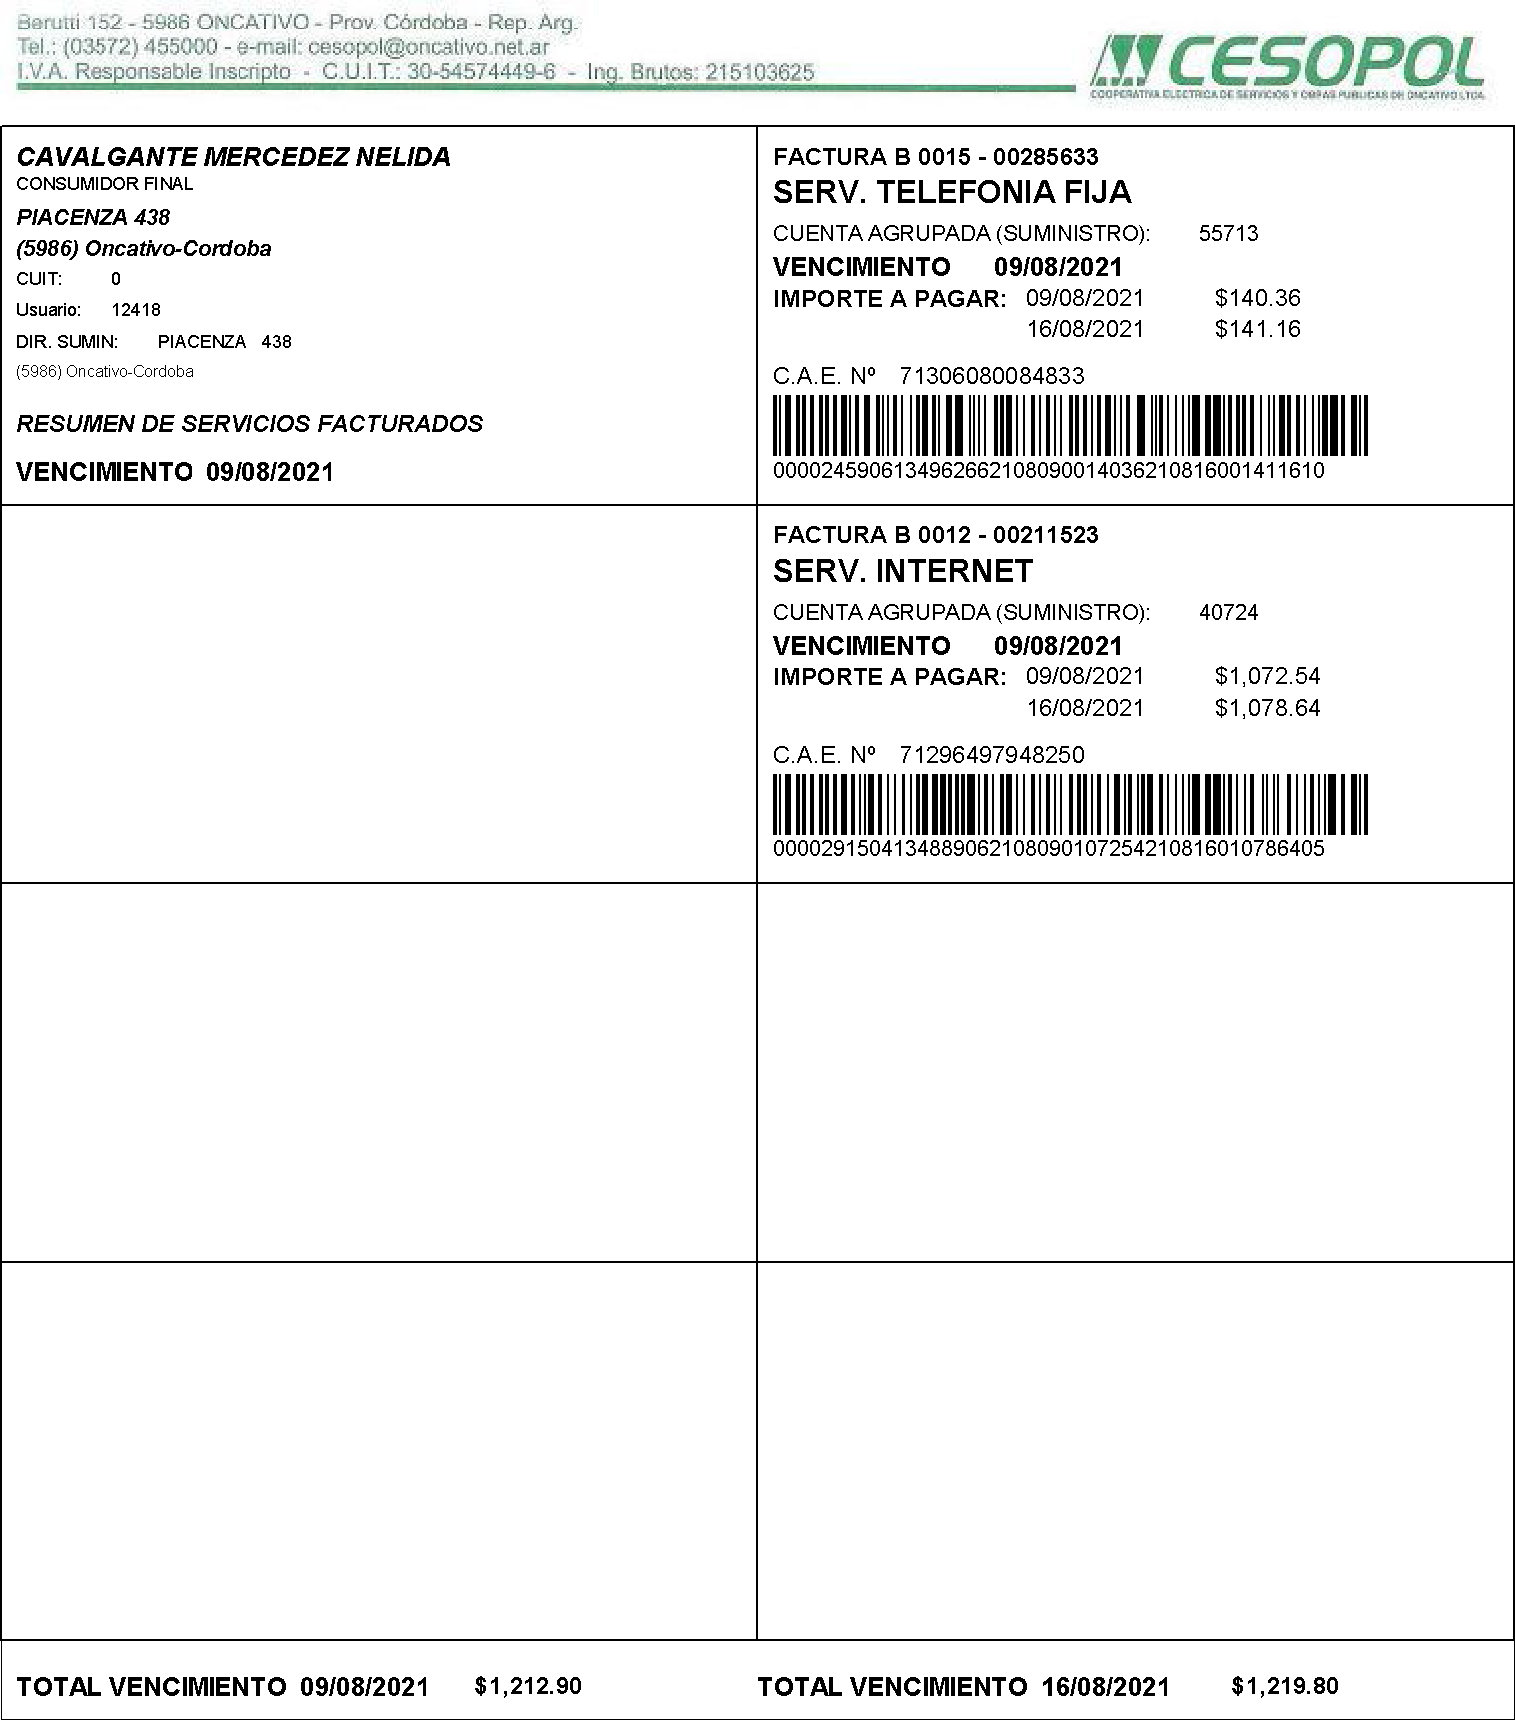 Berutti 152 - 5986 ONCATIVO - Prov. Córdoba - Rep. Arg.
Tel.: (03572) 455000 - e-mail: cesopol@oncativo.net.ar
I.V.A. Responsable Inscripto - C.U.I.T.: 30-54574449-6 - Ing. Brutos: 215103625
CESOPOL
COOPERATIVA ELECTRICA DE SERVICIOS Y OBRAS PUBLICAS DE ONCATIVO LTDA.
CAVALGANTE MERCEDEZ NELIDA
CONSUMIDOR FINAL
PIACENZA 438
(5986) Oncativo-Cordoba
CUIT: 0
Usuario: 12418
DIR. SUMIN: PIACENZA 438
(5986) Oncativo-Cordoba
RESUMEN DE SERVICIOS FACTURADOS
VENCIMIENTO 09/08/2021
FACTURA B 0015 - 00285633
SERV. TELEFONIA FIJA
CUENTA AGRUPADA (SUMINISTRO): 55713
VENCIMIENTO 09/08/2021
IMPORTE A PAGAR: 09/08/2021 $140.36
16/08/2021 $141.16
C.A.E. Nº 71306080084833
00002459061349626621080900140362108160014​11610
FACTURA B 0012 - 00211523
SERV. INTERNET
CUENTA AGRUPADA (SUMINISTRO): 40724
VENCIMIENTO 09/08/2021
IMPORTE A PAGAR: 09/08/2021 $1,072.54
16/08/2021 $1,078.64
C.A.E. Nº 71296497948250
0000291504134889062108090107254210816010786405
TOTAL VENCIMIENTO 09/08/2021 $1,212.90
TOTAL VENCIMIENTO 16/08/2021 $1,219.80